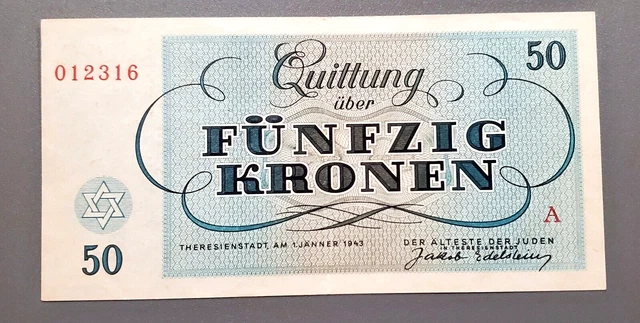 012316
50
Quittung
über
FÜNFZIG
KRONEN
A
THERESIENSTADT, AM 1. JÄNNER 1943
DER ÄLTESTE DER JUDEN
IN THERESIENSTADT
Jakob Edelstein
50